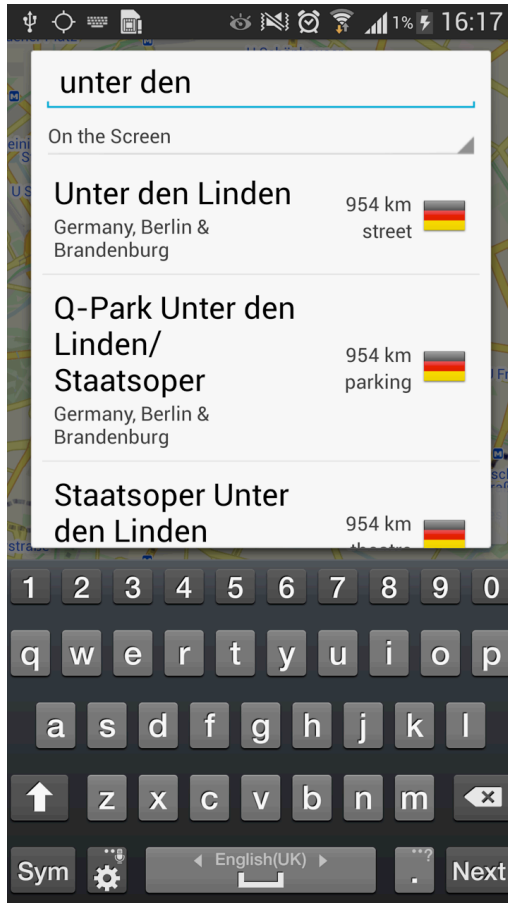 1% 16:17
unter den
On the Screen
Unter den Linden
954 km
street
Germany, Berlin &
Brandenburg
Q-Park Unter den
Linden/
Staatsoper
954 km
parking
Germany, Berlin &
Brandenburg
Staatsoper Unter
den Linden
954 km
theatre
1 2 3 4 5 6 7 8 9 0
q w e r t y u i o p
a s d f g h j k l
z x c v b n m
Sym English(UK) . Next